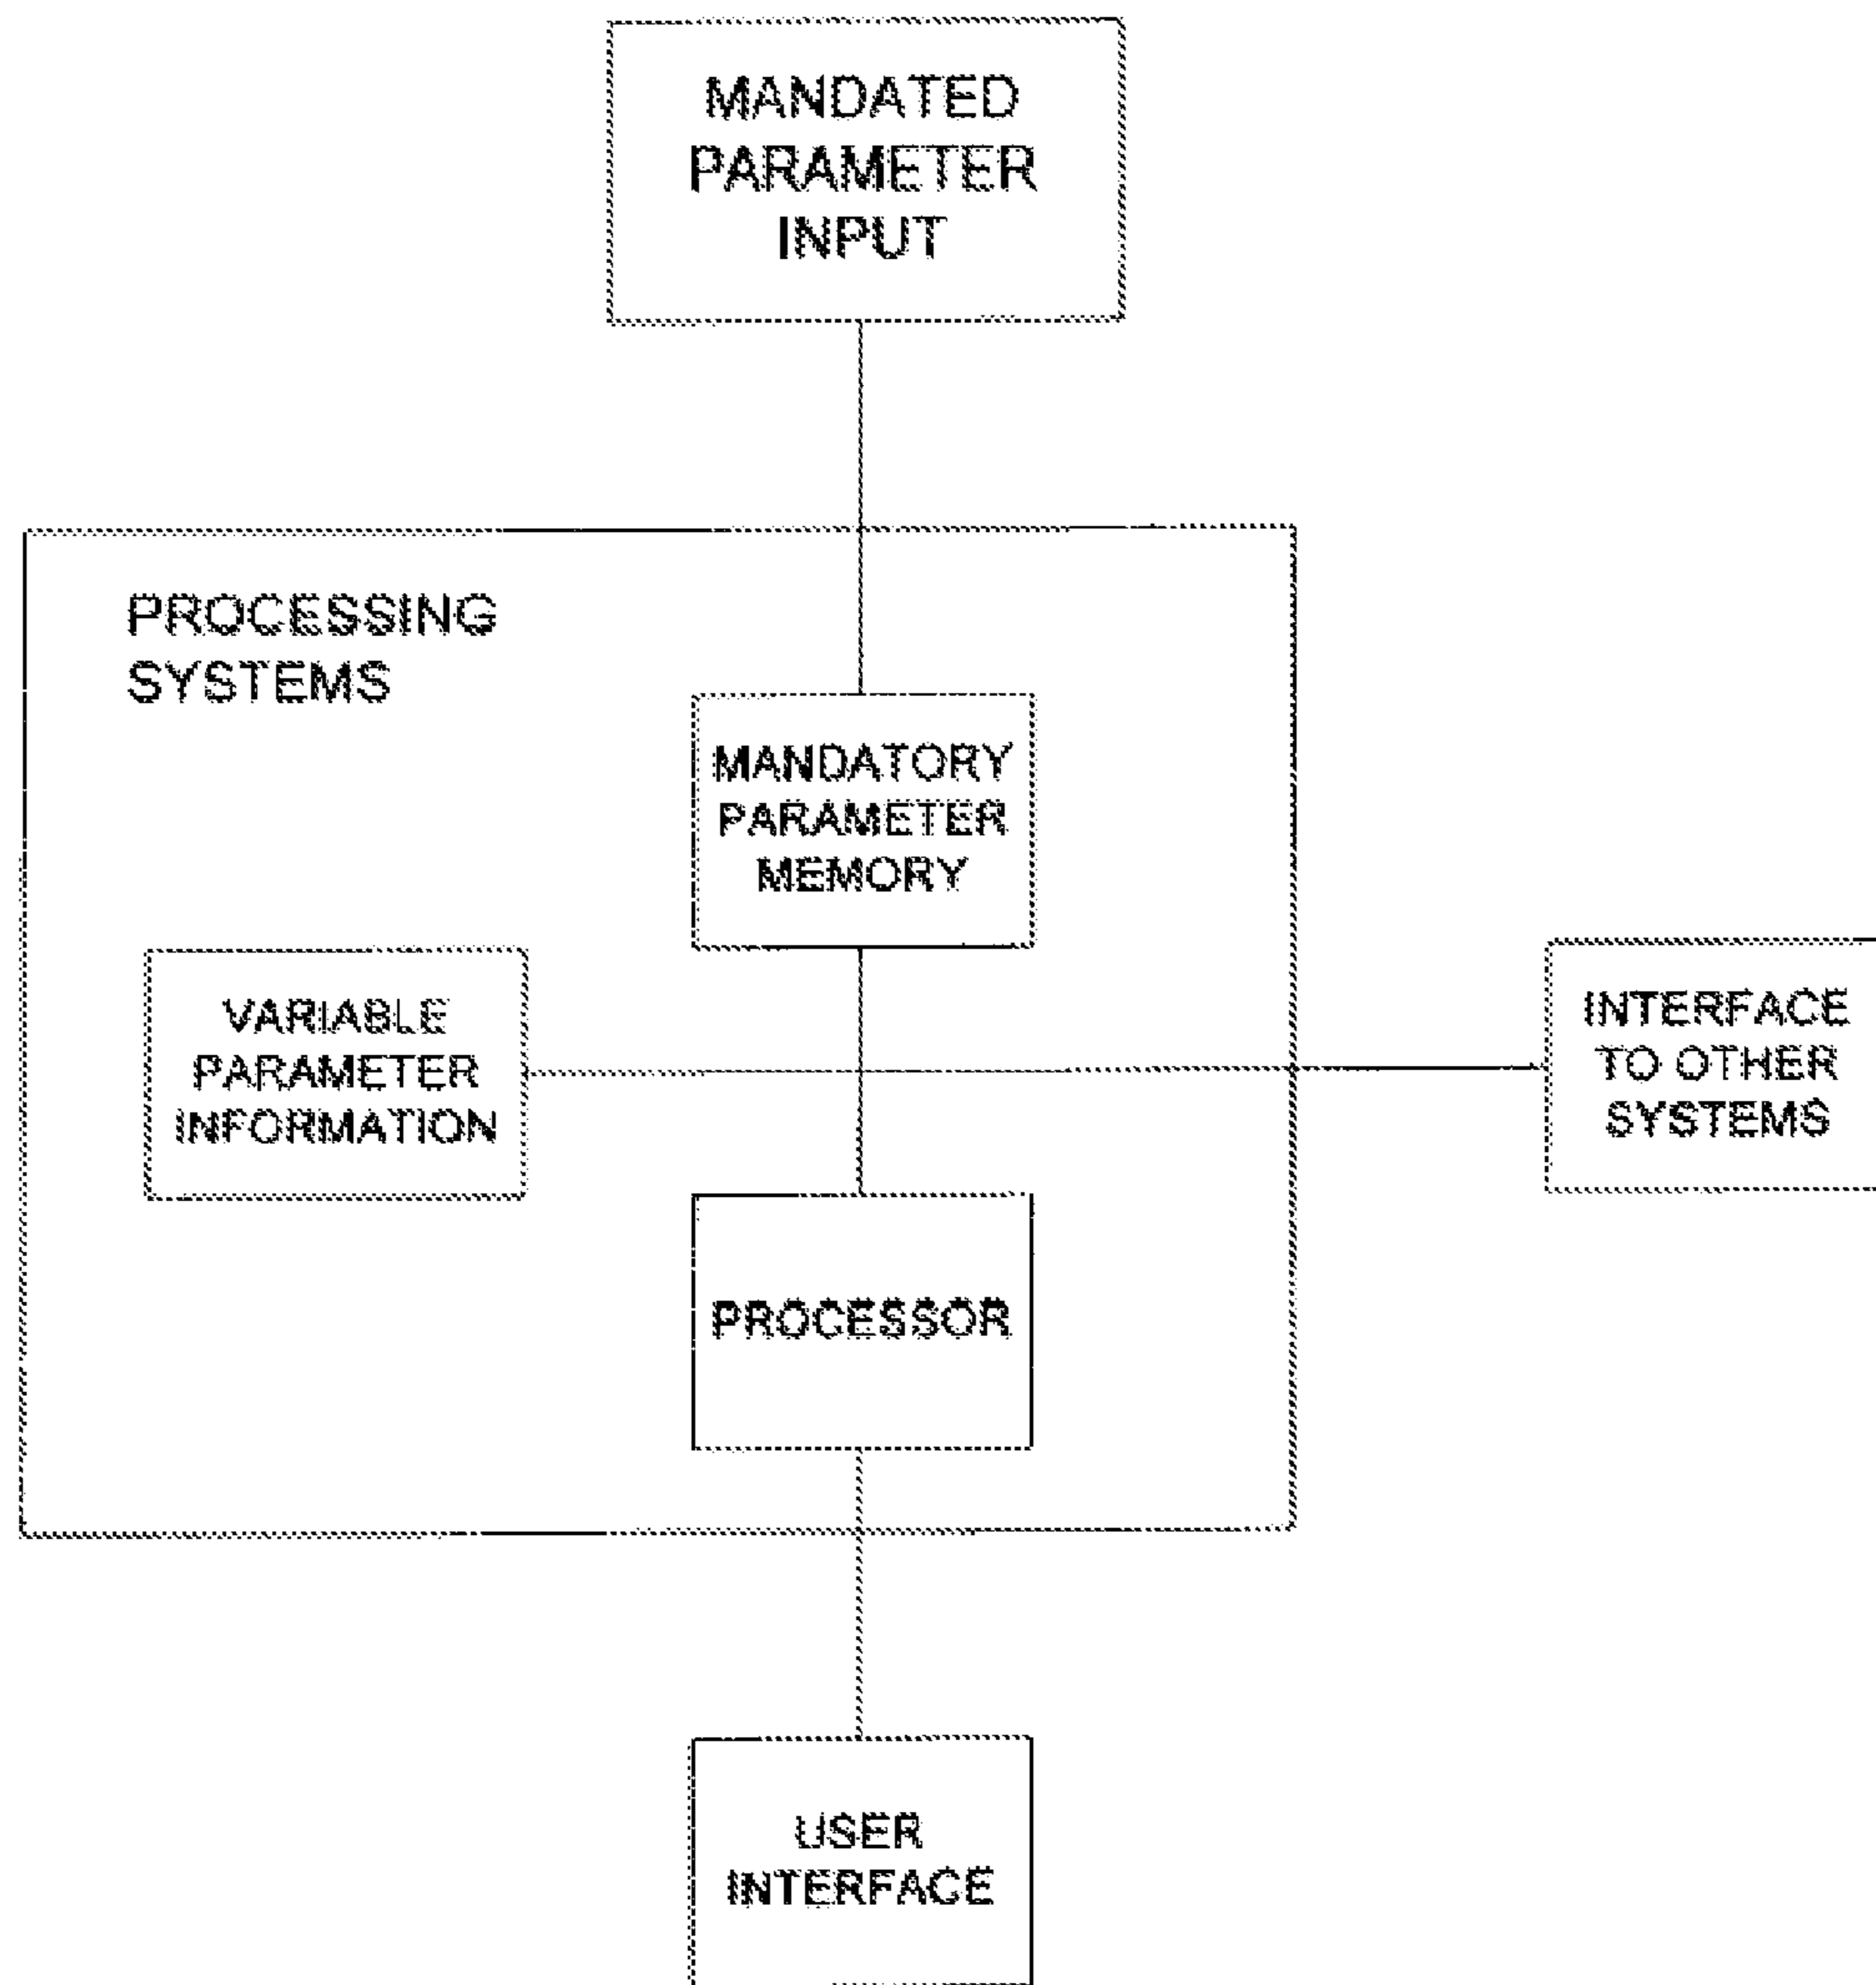 MANDATED
PARAMETER
INPUT
PROCESSING
SYSTEMS
MANDATORY
PARAMETER
MEMORY
VARIABLE
PARAMETER
INFORMATION
INTERFACE
TO OTHER
SYSTEMS
PROCESSOR
USER
INTERFACE